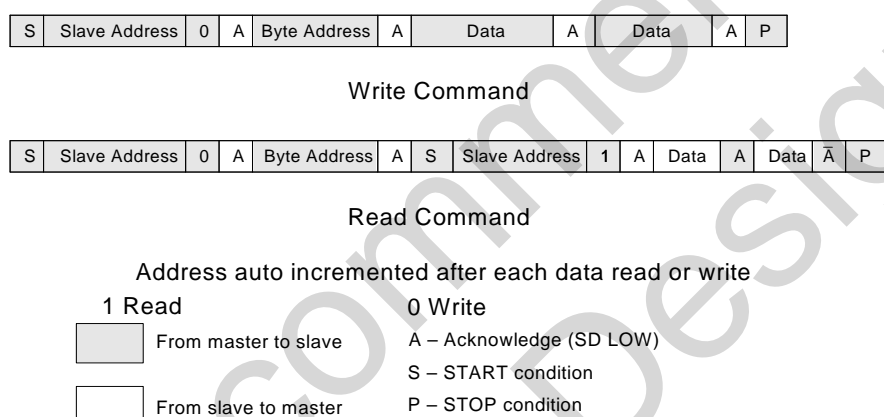 S Slave Address 0 A Byte Address A Data A Data A P
Write Command
S Slave Address 0 A Byte Address A S Slave Address 1 A Data A Data A̅ P
Read Command
Address auto incremented after each data read or write
1 Read 0 Write
From master to slave A – Acknowledge (SD LOW)
S – START condition
From slave to master P – STOP condition